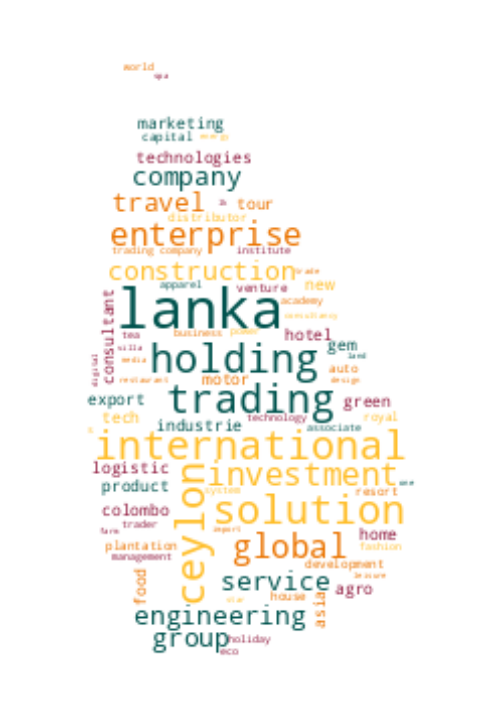 world
spa
marketing
capital energy
technologies
company
travel
tour
distributor
enterprise
trading company institute
construction trade
apparel venture new
lanka
academy
consultancy
consultant
tea business power hotel
villa
gem
holding
land
media
digital
auto
restaurant motor design
trading
export green
tech technology royal
industrie associate
international
logistic
investment
product
ceylon
system resort
solution
colombo
trader
farm import home
global
plantation fashion
management
development
service leisure
food
house agro
asia
engineering
group
holiday
eco